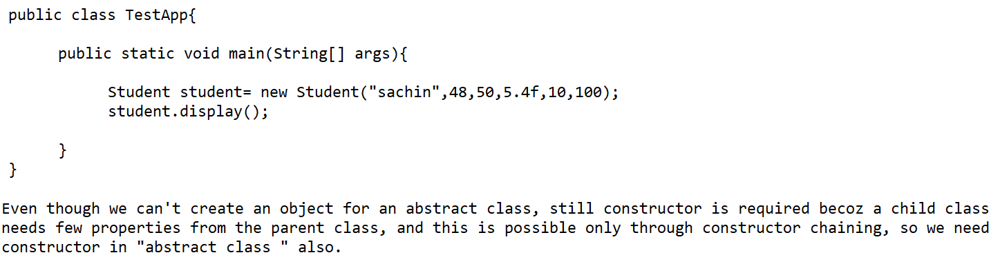 public class TestApp{
public static void main(String[] args){
Student student= new Student("sachin",48,50,5.4f,10,100);
student.display();
}
}
Even though we can't create an object for an abstract class, still constructor is required becoz a child class
needs few properties from the parent class, and this is possible only through constructor chaining, so we need
constructor in "abstract class " also.